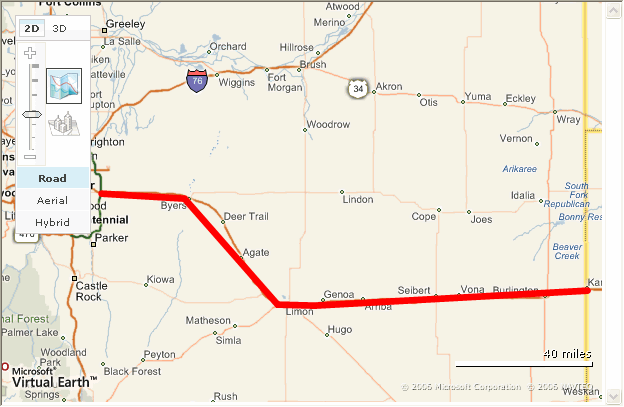 Fort Collins
Atwood
2D 3D
Greeley
Merino
La Salle
Orchard
Hillrose
Brush
76
Wiggins
Fort
Morgan
34
Akron
Otis
Yuma
Eckley
Wray
Woodrow
Vernon
Arikaree
Road
Aerial
Hybrid
Byers
Lindon
Idalia
South
Fork
Republican
Bonny Res
Cope
Joes
Deer Trail
Parker
Beaver
Creek
Agate
Castle
Rock
Kiowa
Genoa
Seibert
Vona
Burlington
Arriba
Limon
Matheson
Hugo
Simla
Palmer Lake
Woodland
Park
Peyton
Black Forest
40 miles
Microsoft®
Virtual Earth™
© 2006 Microsoft Corporation © 2006 NAVTEQ
Rush
Weskan